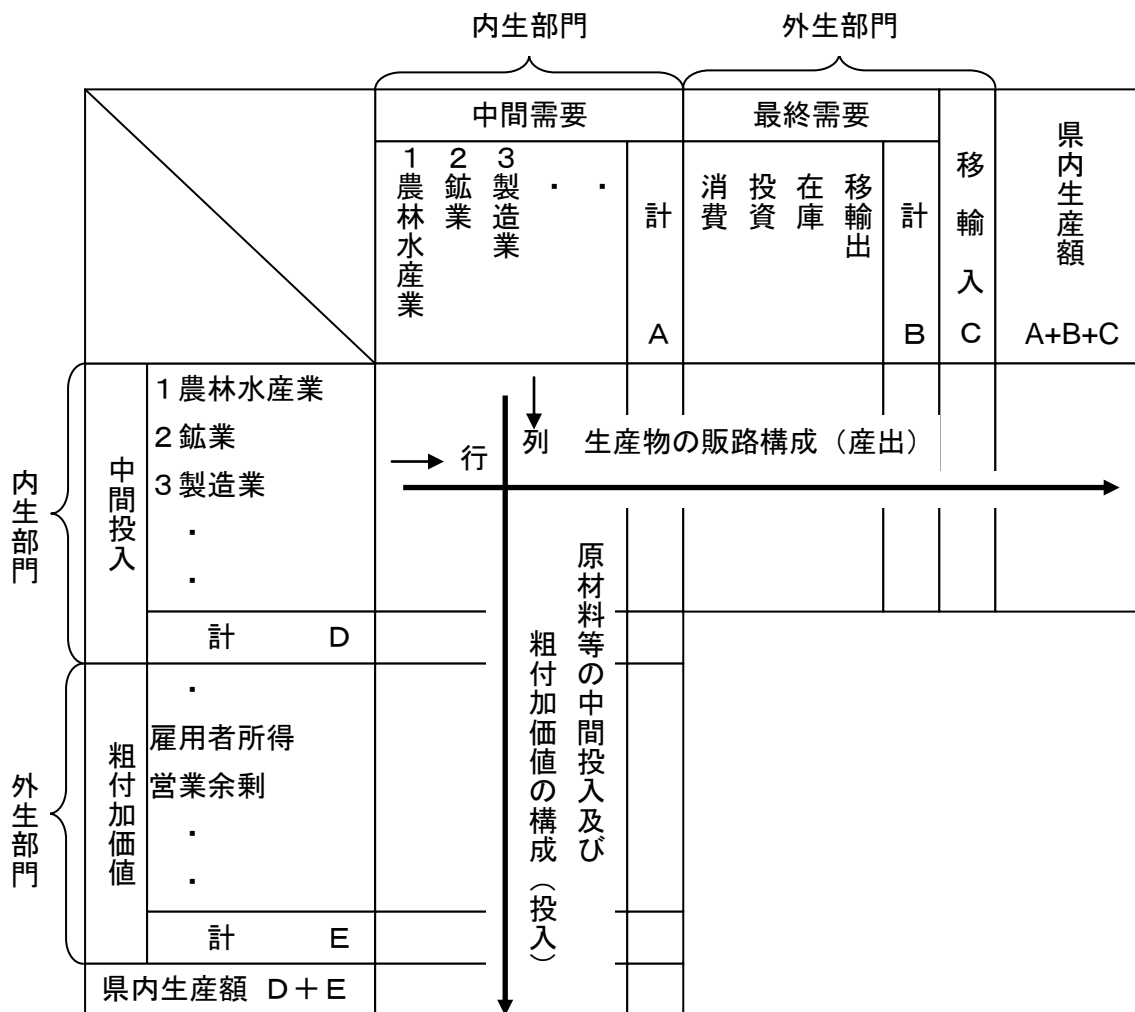 内生部門
外生部門
中間需要
最終需要
1農林水産業
2鉱業
3製造業
・
・
計
A
消費
投資
在庫
移輸出
計
B
移輸入
C
県内生産額
A+B+C
内生部門
中間投入
1農林水産業
2鉱業
3製造業
・
・
計 D
行
列
生産物の販路構成（産出）
原材料等の中間投入及び
粗付加価値の構成（投入）
外生部門
粗付加価値
・
雇用者所得
営業余剰
・
・
計 E
県内生産額 D＋E